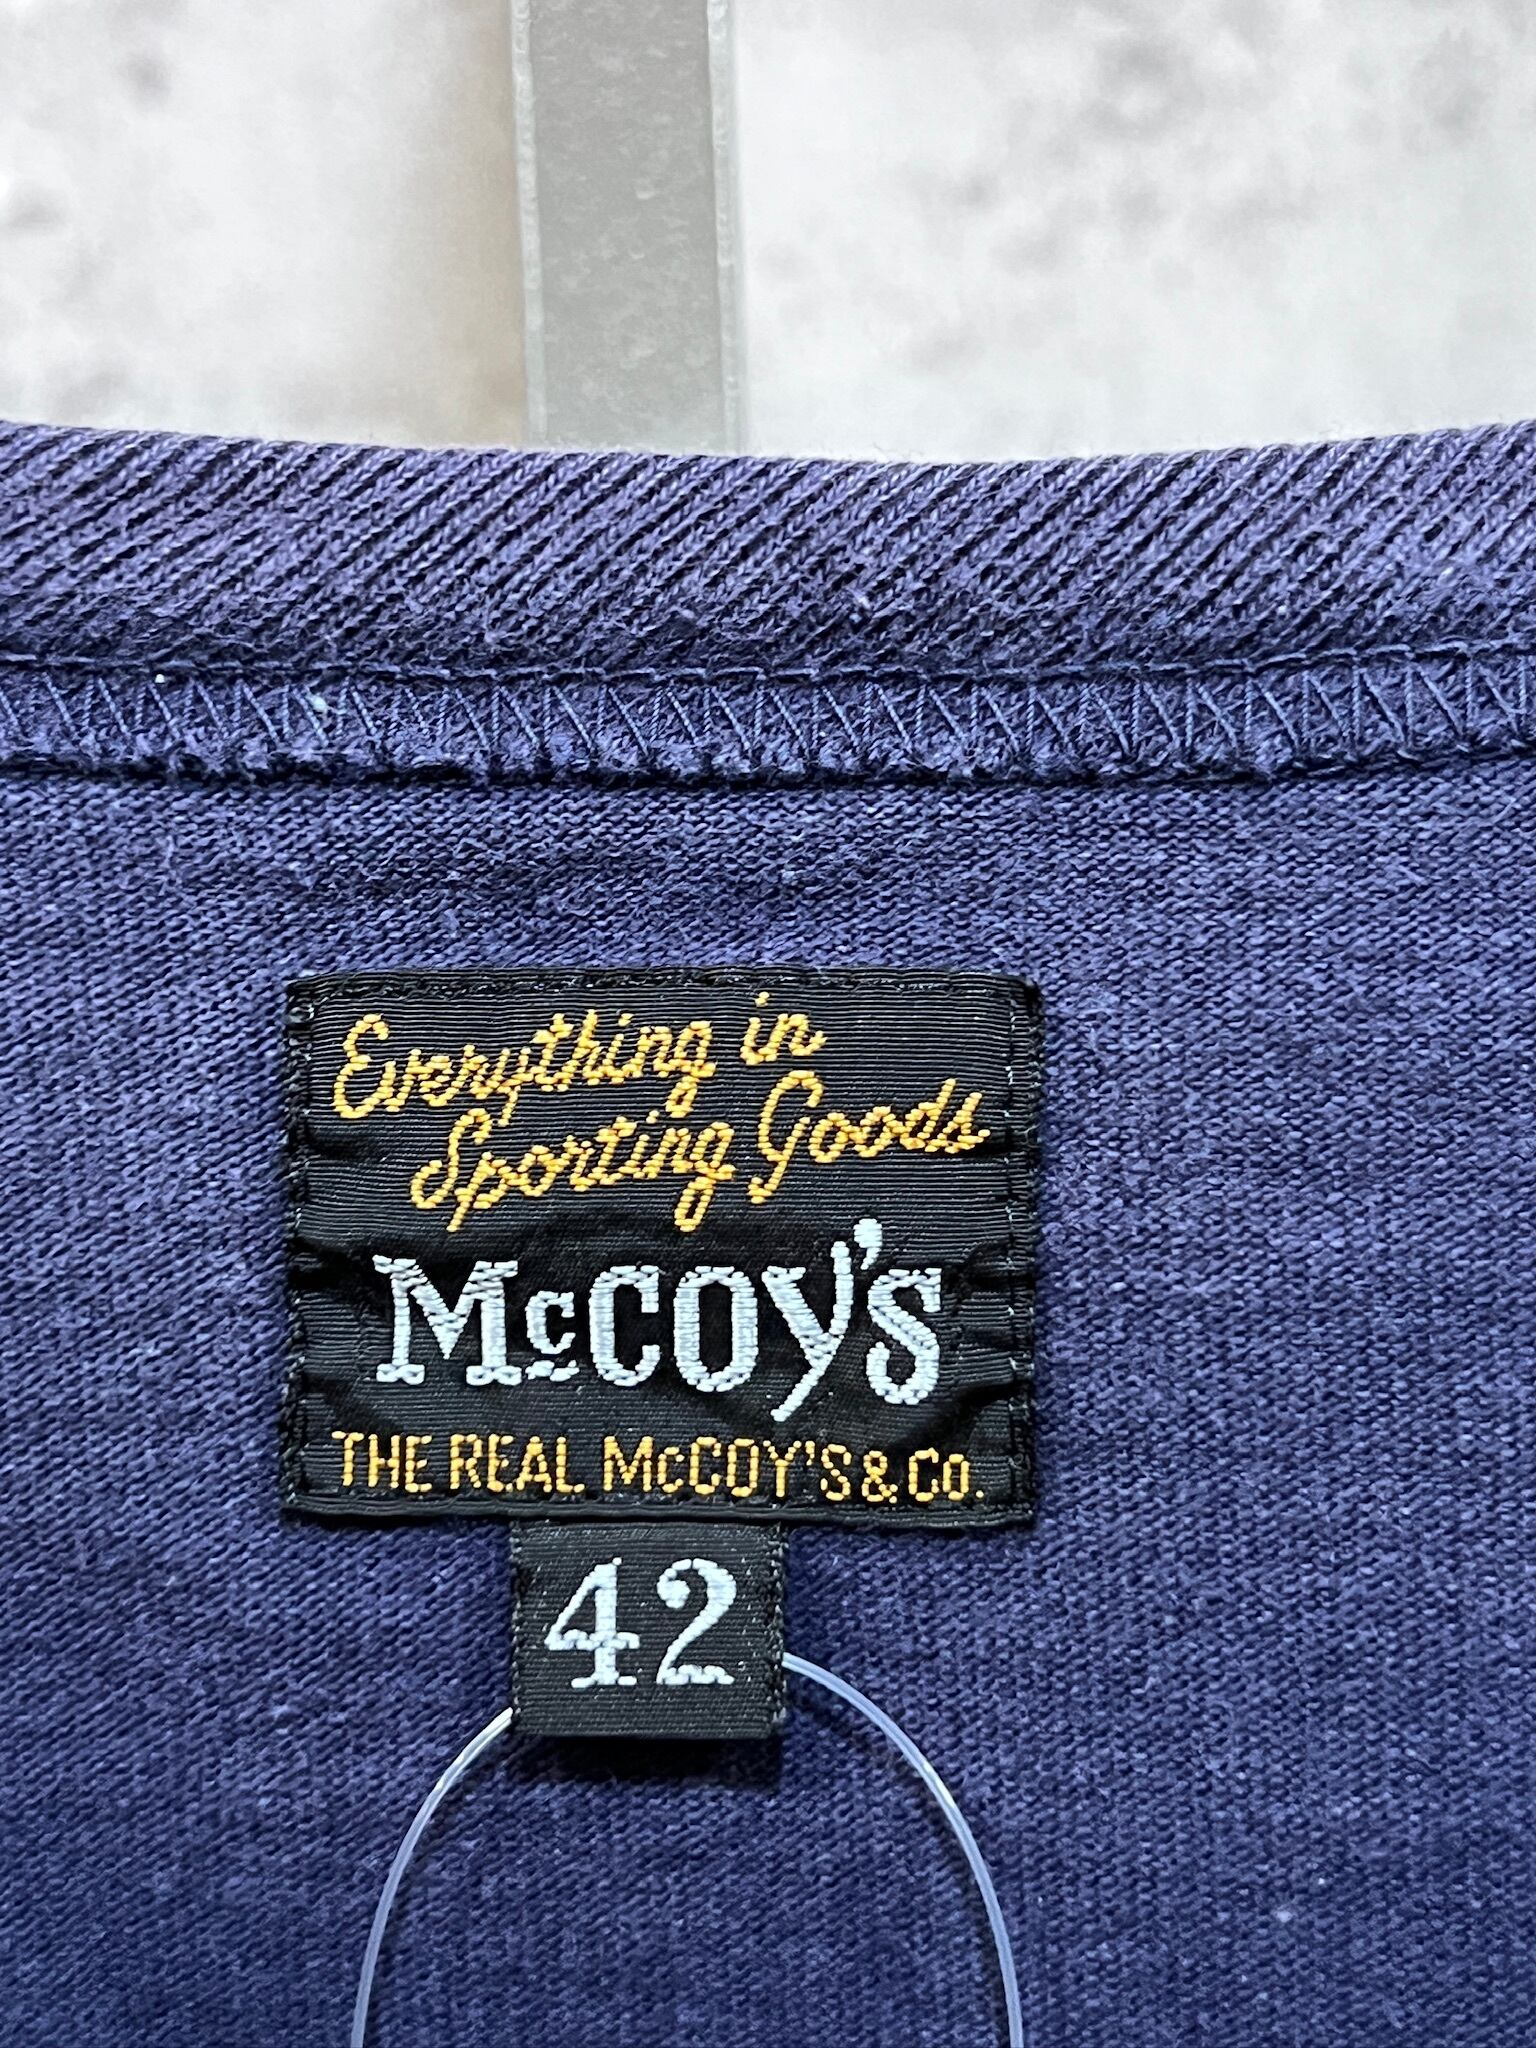 Everything in
Sporting Goods
McCOY'S
THE REAL McCOY'S & Co.
42